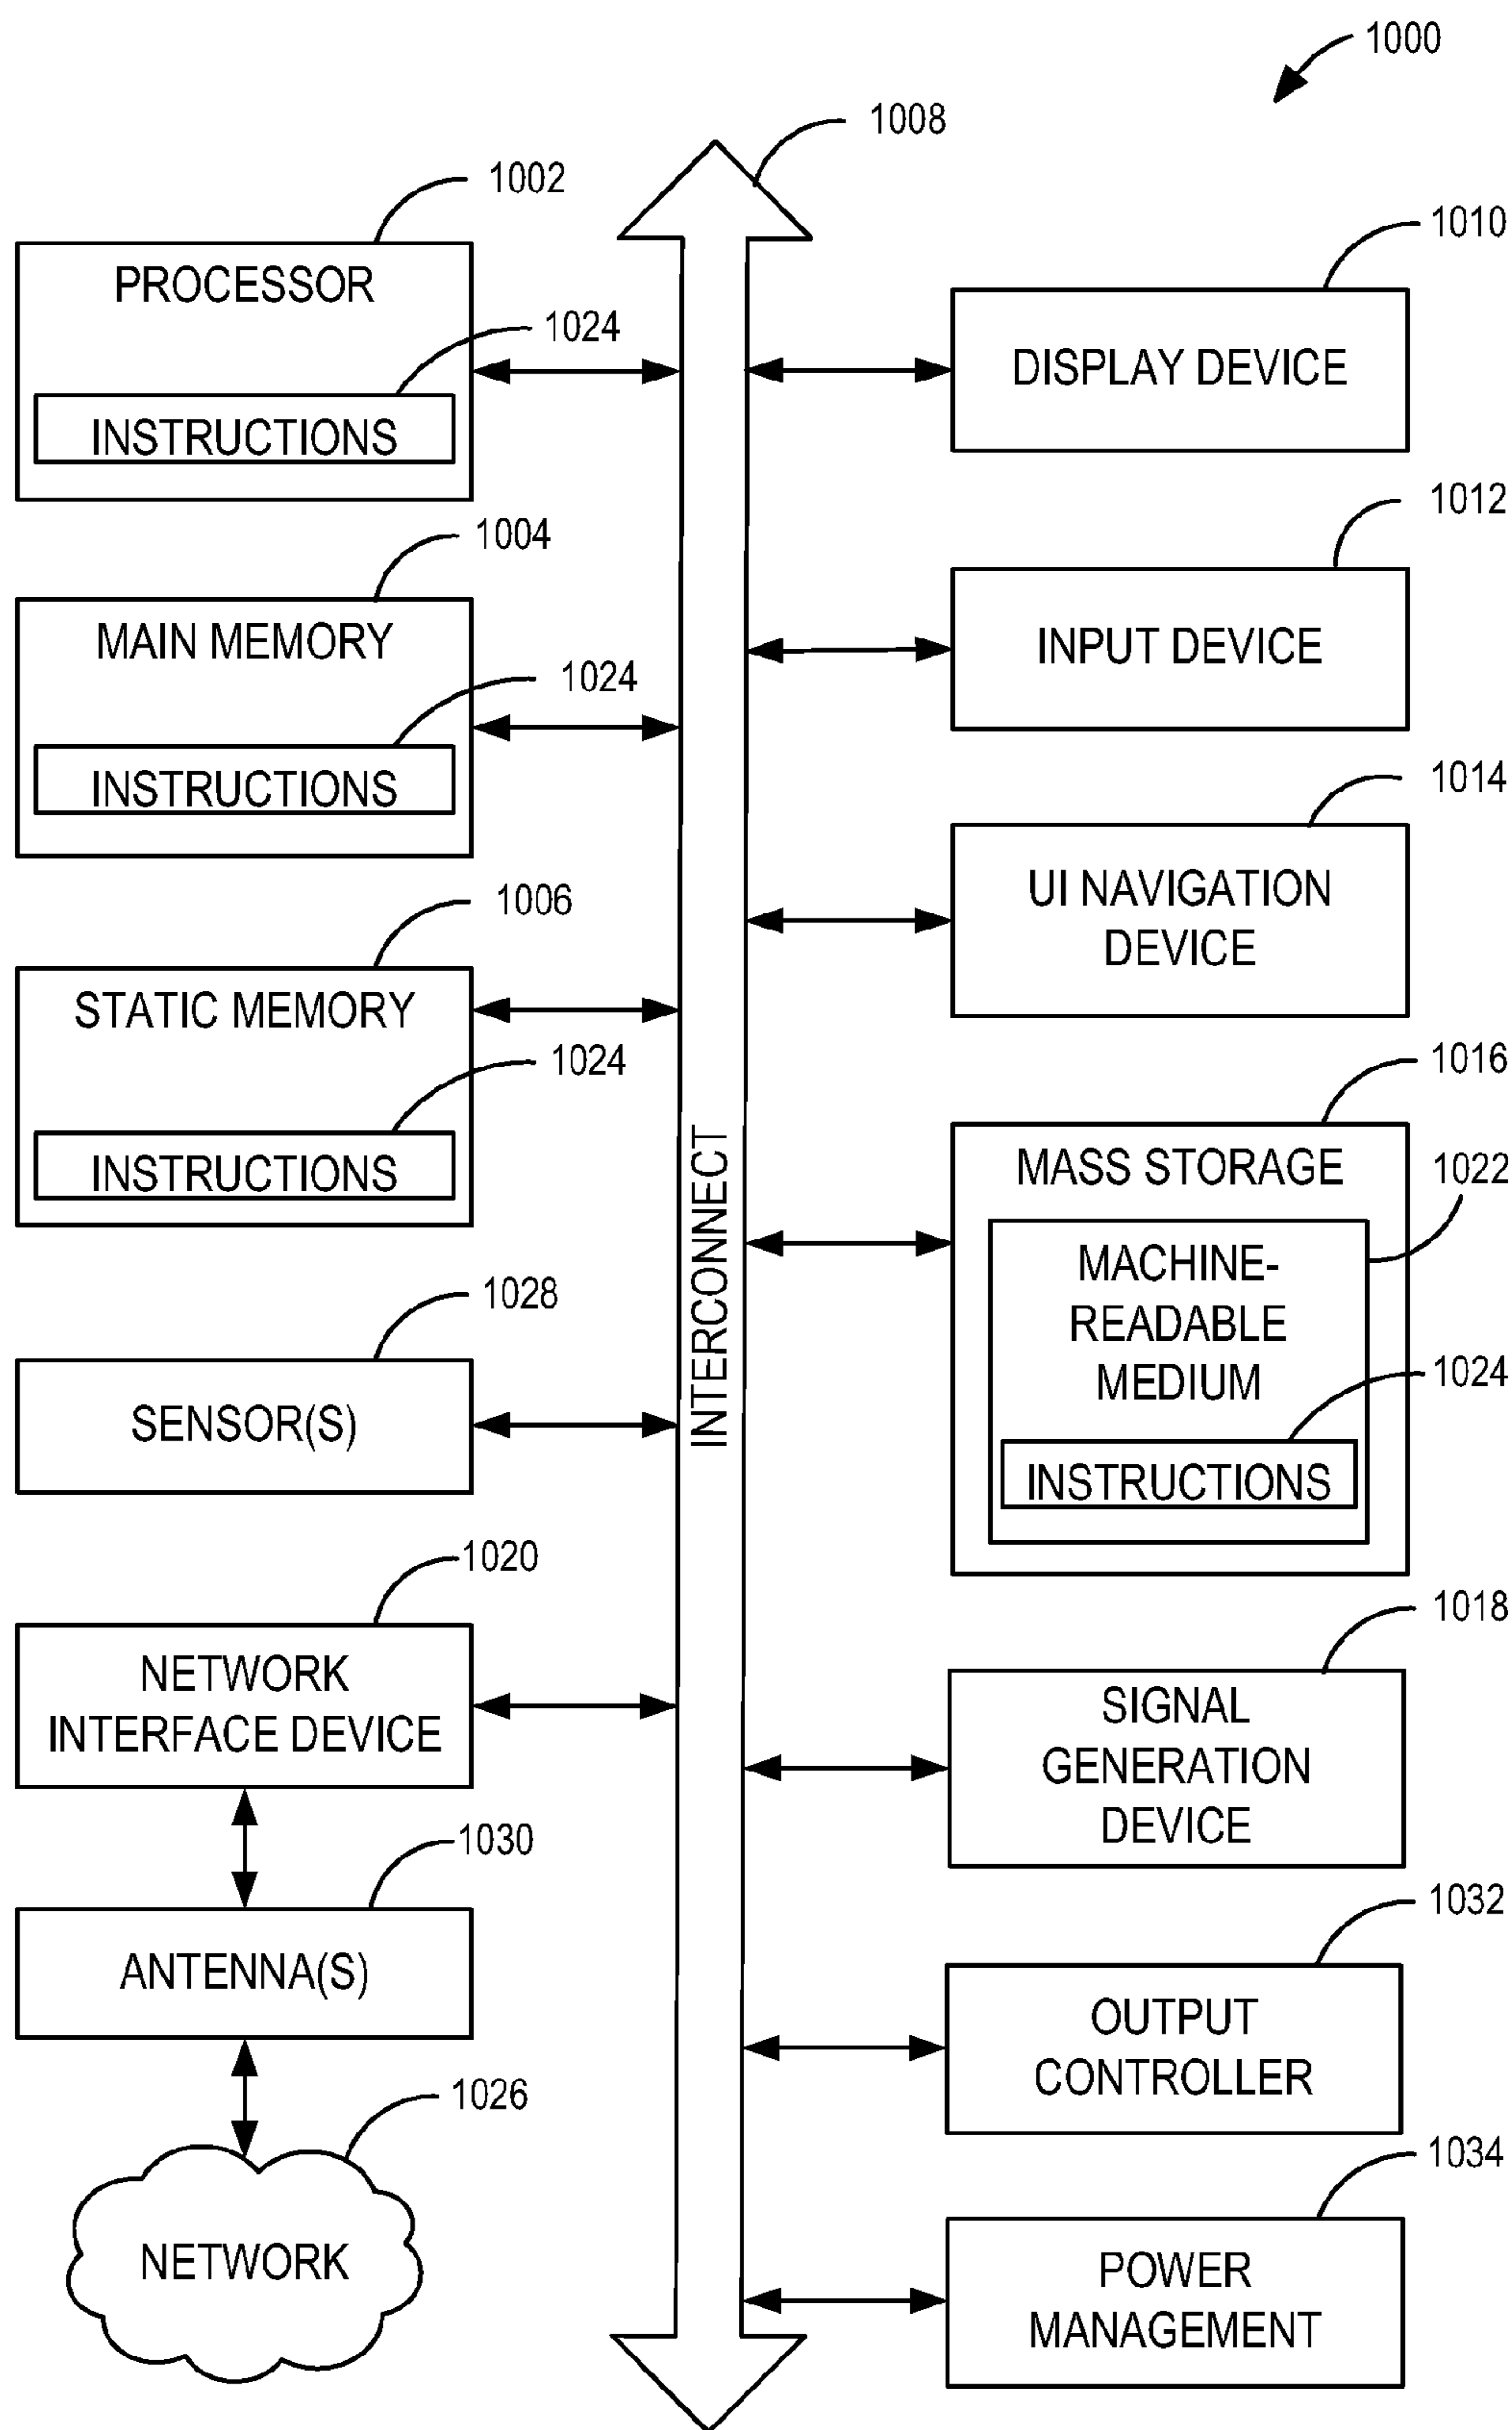 1000
1008
1002
PROCESSOR
1024
INSTRUCTIONS
1004
MAIN MEMORY
1024
INSTRUCTIONS
1006
STATIC MEMORY
1024
INSTRUCTIONS
1028
SENSOR(S)
1020
NETWORK
INTERFACE DEVICE
1030
ANTENNA(S)
1026
NETWORK
INTERCONNECT
1010
DISPLAY DEVICE
1012
INPUT DEVICE
1014
UI NAVIGATION
DEVICE
1016
MASS STORAGE
1022
MACHINE-
READABLE
MEDIUM
1024
INSTRUCTIONS
1018
SIGNAL
GENERATION
DEVICE
1032
OUTPUT
CONTROLLER
1034
POWER
MANAGEMENT